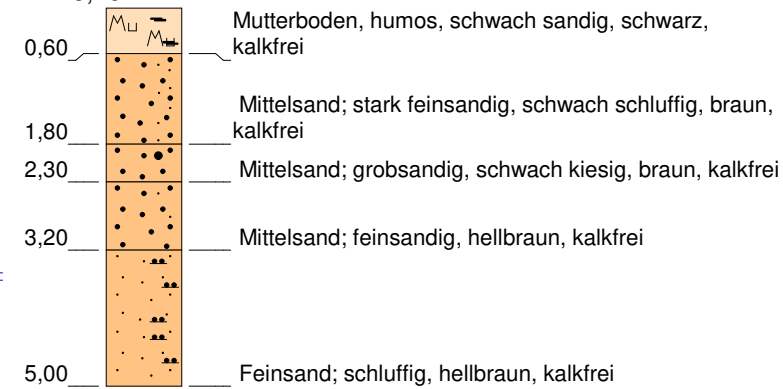 Mutterboden, humos, schwach sandig, schwarz,
0,60 kalkfrei
Mittelsand; stark feinsandig, schwach schluffig, braun,
1,80 kalkfrei
2,30 Mittelsand; grobsandig, schwach kiesig, braun, kalkfrei
3,20 Mittelsand; feinsandig, hellbraun, kalkfrei
5,00 Feinsand; schluffig, hellbraun, kalkfrei